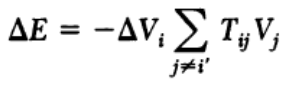 ΔE = −ΔV_i ∑_{j≠i′} T_{ij} V_j